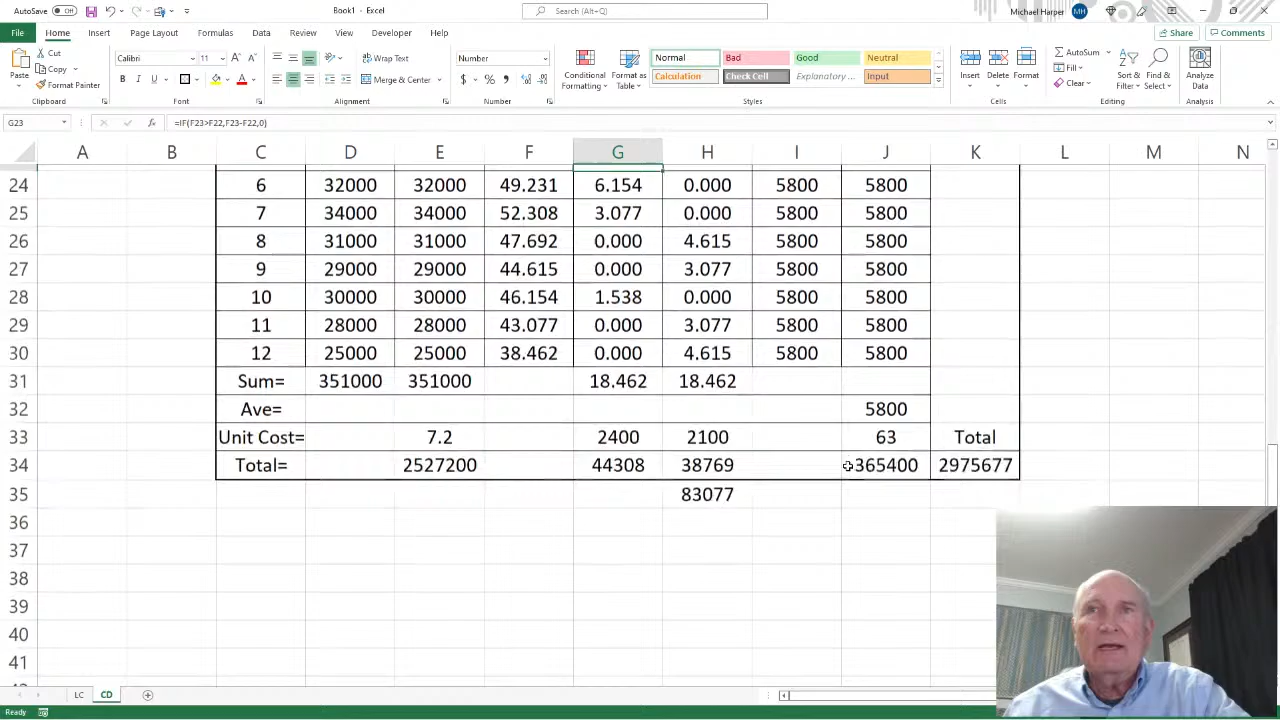 AutoSave Off Book1 - Excel Search (Alt+Q) Michael Harper MH
File Home Insert Page Layout Formulas Data Review View Developer Help Share Comments
Paste Cut Copy Format Painter Calibri 11 Wrap Text Merge & Center Number Conditional Formatting Format as Table Normal Bad Good Neutral Calculation Check Cell Explanatory ... Input Insert Delete Format AutoSum Fill Clear Sort & Filter Find & Select Analyze Data
Clipboard Font Alignment Number Styles Cells Editing Analysis
G23 fx =IF(F23>F22,F23-F22,0)
A B C D E F G H I J K L M N
24 6 32000 32000 49.231 6.154 0.000 5800 5800
25 7 34000 34000 52.308 3.077 0.000 5800 5800
26 8 31000 31000 47.692 0.000 4.615 5800 5800
27 9 29000 29000 44.615 0.000 3.077 5800 5800
28 10 30000 30000 46.154 1.538 0.000 5800 5800
29 11 28000 28000 43.077 0.000 3.077 5800 5800
30 12 25000 25000 38.462 0.000 4.615 5800 5800
31 Sum= 351000 351000 18.462 18.462
32 Ave= 5800
33 Unit Cost= 7.2 2400 2100 63 Total
34 Total= 2527200 44308 38769 365400 2975677
35 83077
36
37
38
39
40
41
LC CD
Ready